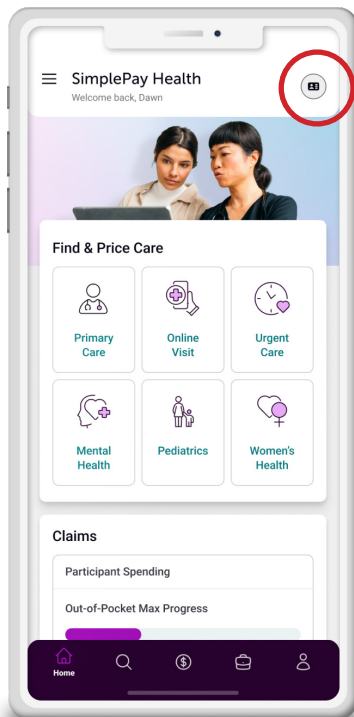 SimplePay Health
Welcome back, Dawn
Find & Price Care
Primary
Care
Online
Visit
Urgent
Care
Mental
Health
Pediatrics
Women's
Health
Claims
Participant Spending
Out-of-Pocket Max Progress
Home